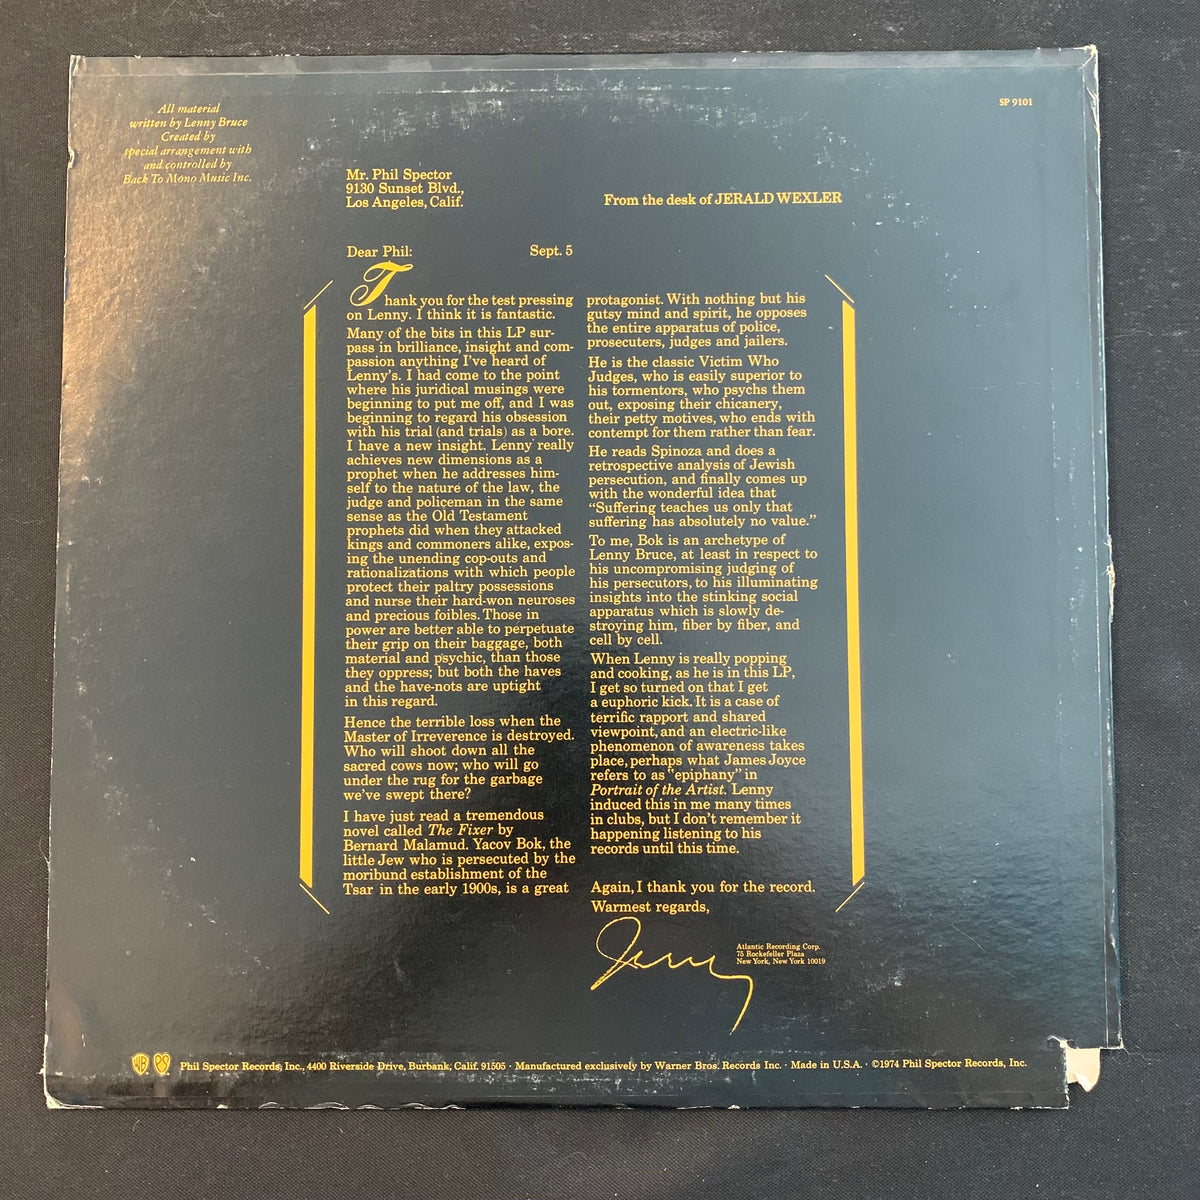 All material
written by Lenny Bruce
Created by
special arrangement with
and controlled by
Back To Mono Music Inc.
SP 9101
Mr. Phil Spector
9130 Sunset Blvd.,
Los Angeles, Calif.
From the desk of JERALD WEXLER
Dear Phil:
Sept. 5
Thank you for the test pressing
on Lenny. I think it is fantastic.
Many of the bits in this LP sur-
pass in brilliance, insight and com-
passion anything I've heard of
Lenny's. I had come to the point
where his juridical musings were
beginning to put me off, and I was
beginning to regard his obsession
with his trial (and trials) as a bore.
I have a new insight. Lenny really
achieves new dimensions as a
prophet when he addresses him-
self to the nature of the law, the
judge and policeman in the same
sense as the Old Testament
prophets did when they attacked
kings and commoners alike, expos-
ing the unending cop-outs and
rationalizations with which people
protect their paltry possessions
and nurse their hard-won neuroses
and precious foibles. Those in
power are better able to perpetuate
their grip on their baggage, both
material and psychic, than those
they oppress; but both the haves
and the have-nots are uptight
in this regard.
Hence the terrible loss when the
Master of Irreverence is destroyed.
Who will shoot down all the
sacred cows now; who will go
under the rug for the garbage
we've swept there?
I have just read a tremendous
novel called The Fixer by
Bernard Malamud. Yacov Bok, the
little Jew who is persecuted by the
moribund establishment of the
Tsar in the early 1900s, is a great
protagonist. With nothing but his
gutsy mind and spirit, he opposes
the entire apparatus of police,
prosecuters, judges and jailers.
He is the classic Victim Who
Judges, who is easily superior to
his tormentors, who psychs them
out, exposing their chicanery,
their petty motives, who ends with
contempt for them rather than fear.
He reads Spinoza and does a
retrospective analysis of Jewish
persecution, and finally comes up
with the wonderful idea that
"Suffering teaches us only that
suffering has absolutely no value."
To me, Bok is an archetype of
Lenny Bruce, at least in respect to
his uncompromising judging of
his persecutors, to his illuminating
insights into the stinking social
apparatus which is slowly de-
stroying him, fiber by fiber, and
cell by cell.
When Lenny is really popping
and cooking, as he is in this LP,
I get so turned on that I get
a euphoric kick. It is a case of
terrific rapport and shared
viewpoint, and an electric-like
phenomenon of awareness takes
place, perhaps what James Joyce
refers to as "epiphany" in
Portrait of the Artist. Lenny
induced this in me many times
in clubs, but I don't remember it
happening listening to his
records until this time.
Again, I thank you for the record.
Warmest regards,
Jerry
Atlantic Recording Corp.
75 Rockefeller Plaza
New York, New York 10019
WB PS Phil Spector Records, Inc., 4400 Riverside Drive, Burbank, Calif. 91505 · Manufactured exclusively by Warner Bros. Records Inc. · Made in U.S.A. · ©1974 Phil Spector Records, Inc.